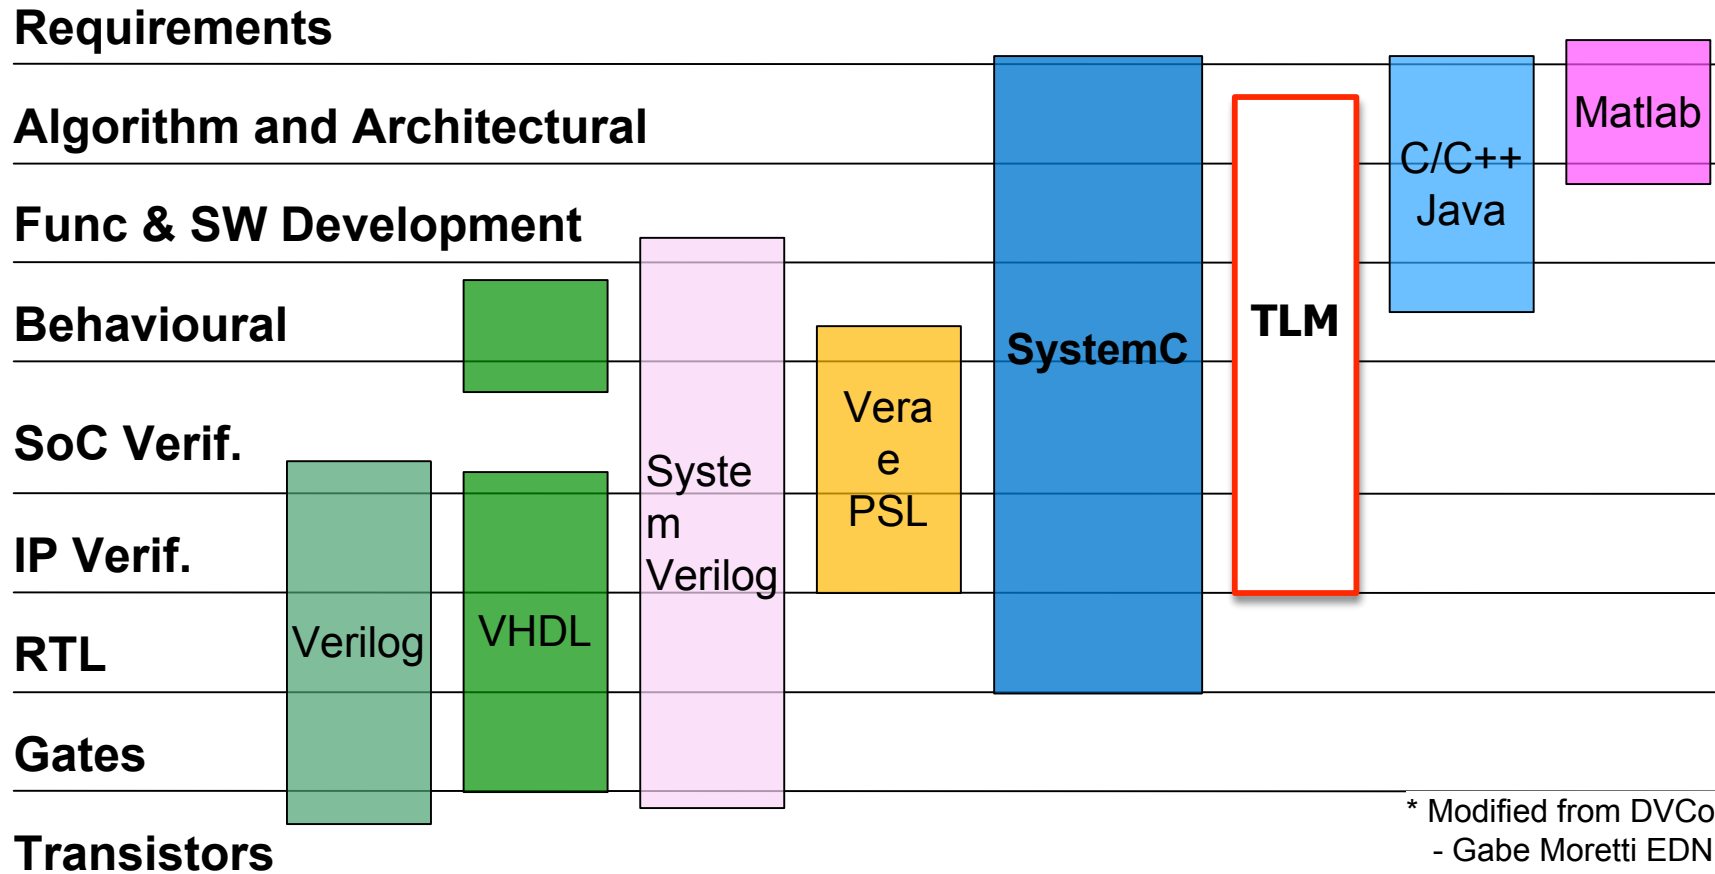 Requirements
Algorithm and Architectural
Func & SW Development
Behavioural
SoC Verif.
IP Verif.
RTL
Gates
Transistors
Verilog
VHDL
Syste
m
Verilog
Vera
e
PSL
SystemC
TLM
C/C++
Java
Matlab
* Modified from DVCo
- Gabe Moretti EDN